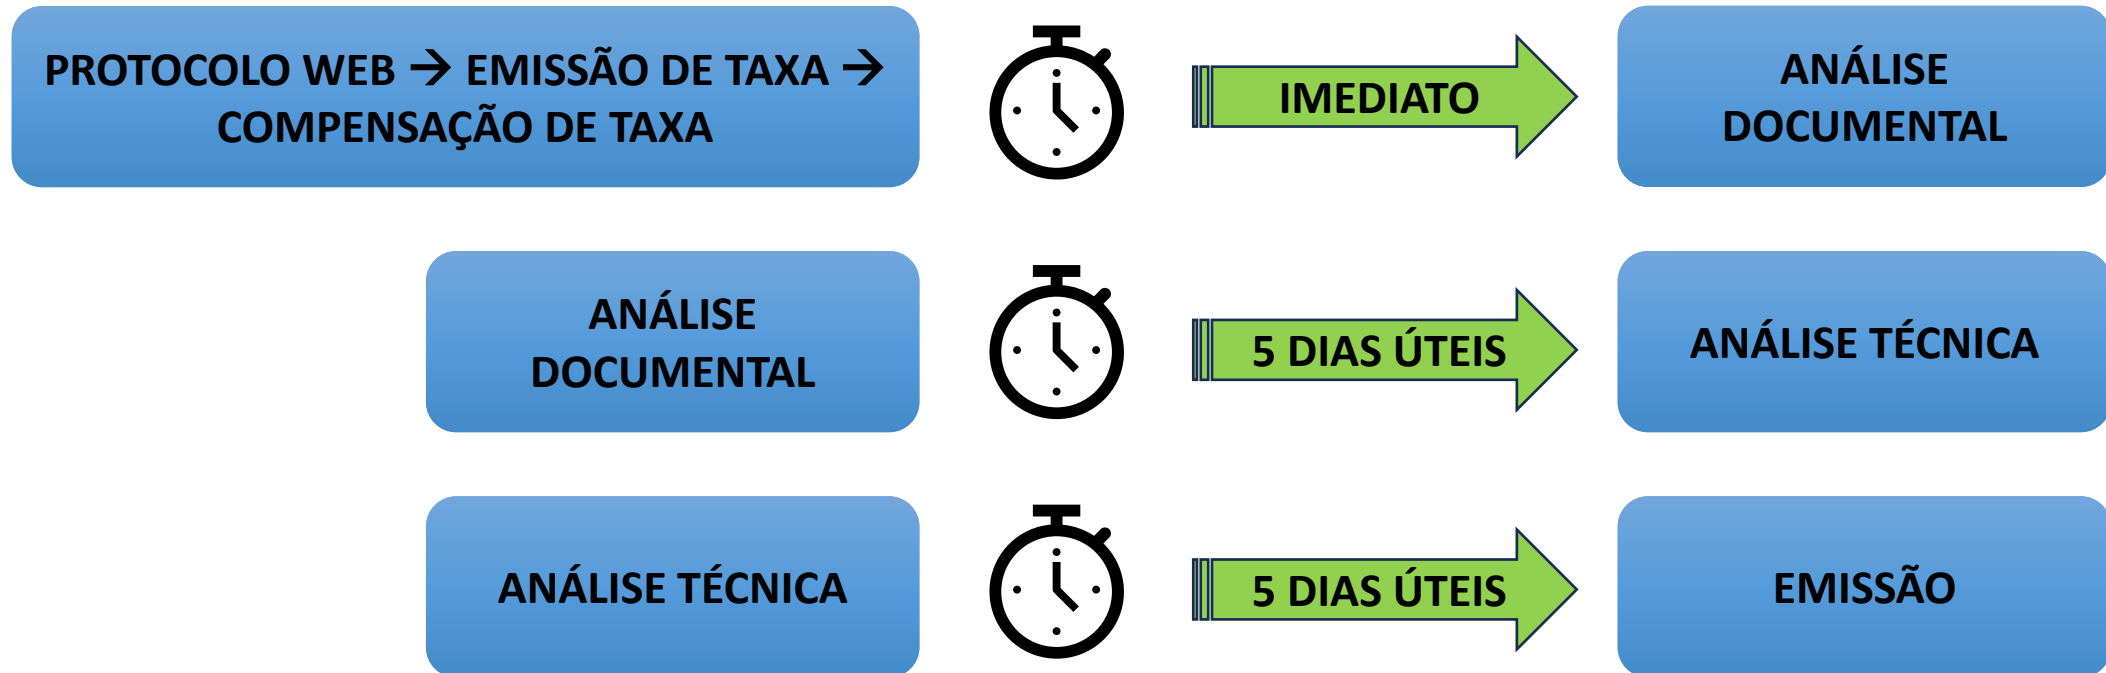 PROTOCOLO WEB → EMISSÃO DE TAXA →
COMPENSAÇÃO DE TAXA
IMEDIATO
ANÁLISE
DOCUMENTAL
ANÁLISE
DOCUMENTAL
5 DIAS ÚTEIS
ANÁLISE TÉCNICA
ANÁLISE TÉCNICA
5 DIAS ÚTEIS
EMISSÃO